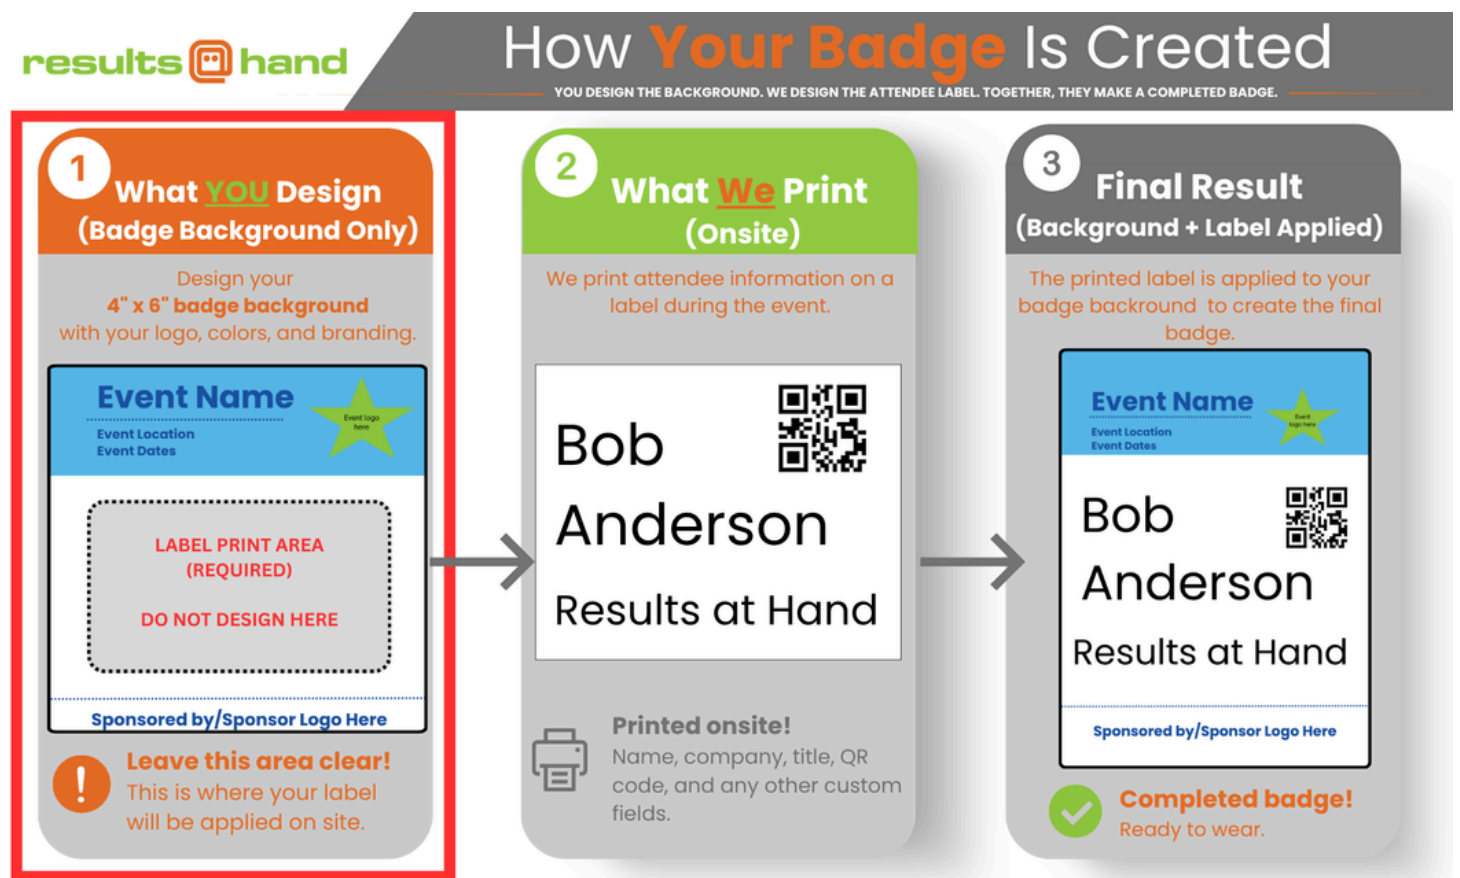 results@hand
How Your Badge Is Created
YOU DESIGN THE BACKGROUND. WE DESIGN THE ATTENDEE LABEL. TOGETHER, THEY MAKE A COMPLETED BADGE.
1
What YOU Design
(Badge Background Only)
Design your
4" x 6" badge background
with your logo, colors, and branding.
Event Name
Event Location
Event Dates
Event logo
here
LABEL PRINT AREA
(REQUIRED)
DO NOT DESIGN HERE
Sponsored by/Sponsor Logo Here
!
Leave this area clear!
This is where your label
will be applied on site.
2
What We Print
(Onsite)
We print attendee information on a
label during the event.
Bob
Anderson
Results at Hand
Printed onsite!
Name, company, title, QR
code, and any other custom
fields.
3
Final Result
(Background + Label Applied)
The printed label is applied to your
badge backround to create the final
badge.
Event Name
Event Location
Event Dates
Event
logo here
Bob
Anderson
Results at Hand
Sponsored by/Sponsor Logo Here
Completed badge!
Ready to wear.